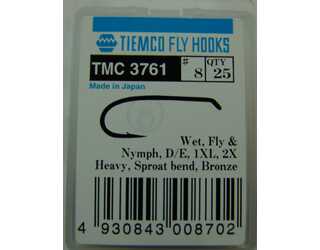 TIEMCO FLY HOOKS
TMC 3761
# 8
QTY 25
Made in Japan
Wet, Fly &
Nymph, D/E, 1XL, 2X
Heavy, Sproat bend, Bronze
4 930843 008702